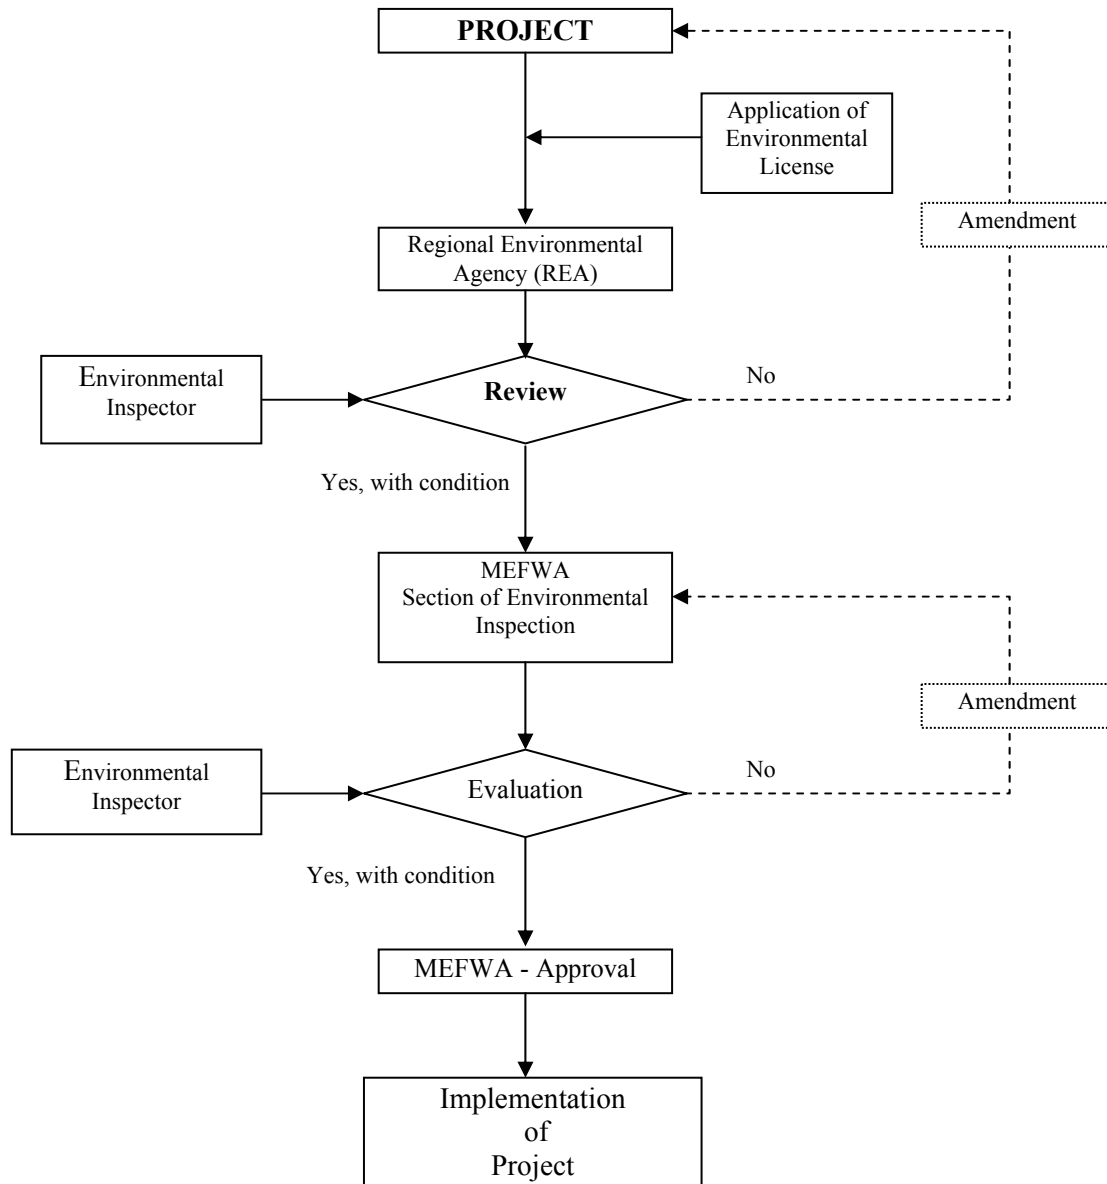 PROJECT
Application of
Environmental
License
Amendment
Regional Environmental
Agency (REA)
Environmental
Inspector
Review
No
Yes, with condition
MEFWA
Section of Environmental
Inspection
Amendment
Environmental
Inspector
Evaluation
No
Yes, with condition
MEFWA - Approval
Implementation
of
Project